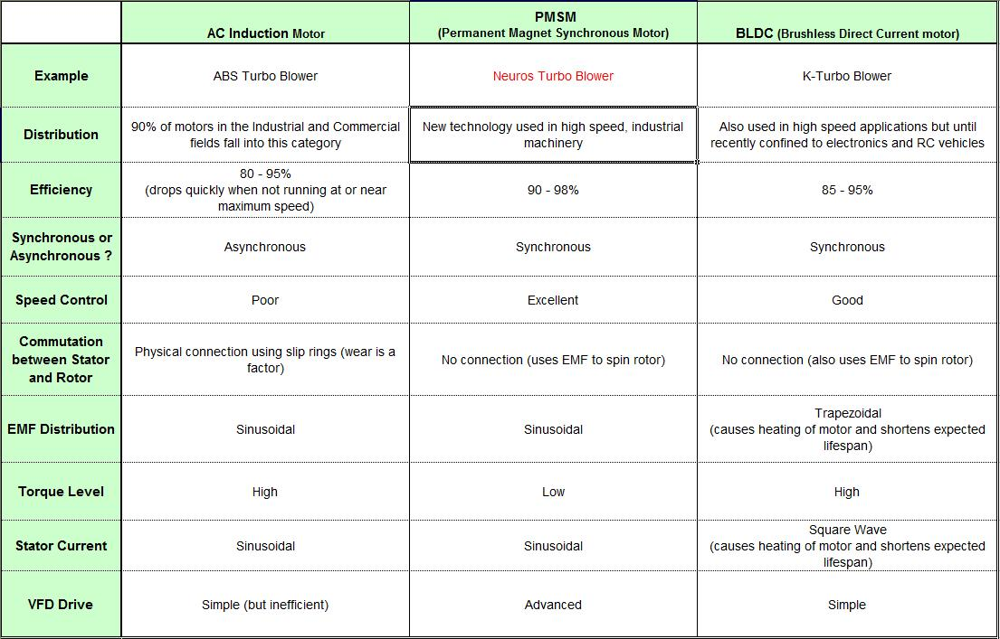 AC Induction Motor
PMSM
(Permanent Magnet Synchronous Motor)
BLDC (Brushless Direct Current motor)
Example
ABS Turbo Blower
Neuros Turbo Blower
K-Turbo Blower
Distribution
90% of motors in the Industrial and Commercial
fields fall into this category
New technology used in high speed, industrial
machinery
Also used in high speed applications but until
recently confined to electronics and RC vehicles
Efficiency
80 - 95%
(drops quickly when not running at or near
maximum speed)
90 - 98%
85 - 95%
Synchronous or
Asynchronous ?
Asynchronous
Synchronous
Synchronous
Speed Control
Poor
Excellent
Good
Commutation
between Stator
and Rotor
Physical connection using slip rings (wear is a
factor)
No connection (uses EMF to spin rotor)
No connection (also uses EMF to spin rotor)
EMF Distribution
Sinusoidal
Sinusoidal
Trapezoidal
(causes heating of motor and shortens expected
lifespan)
Torque Level
High
Low
High
Stator Current
Sinusoidal
Sinusoidal
Square Wave
(causes heating of motor and shortens expected
lifespan)
VFD Drive
Simple (but inefficient)
Advanced
Simple